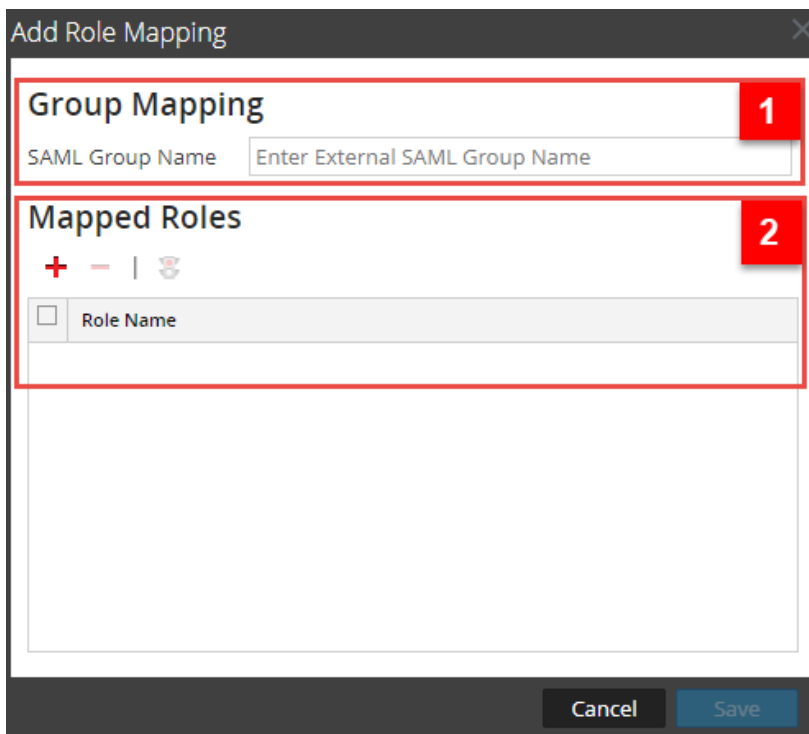 Add Role Mapping
Group Mapping
1
SAML Group Name Enter External SAML Group Name
Mapped Roles
2
Role Name
Cancel Save